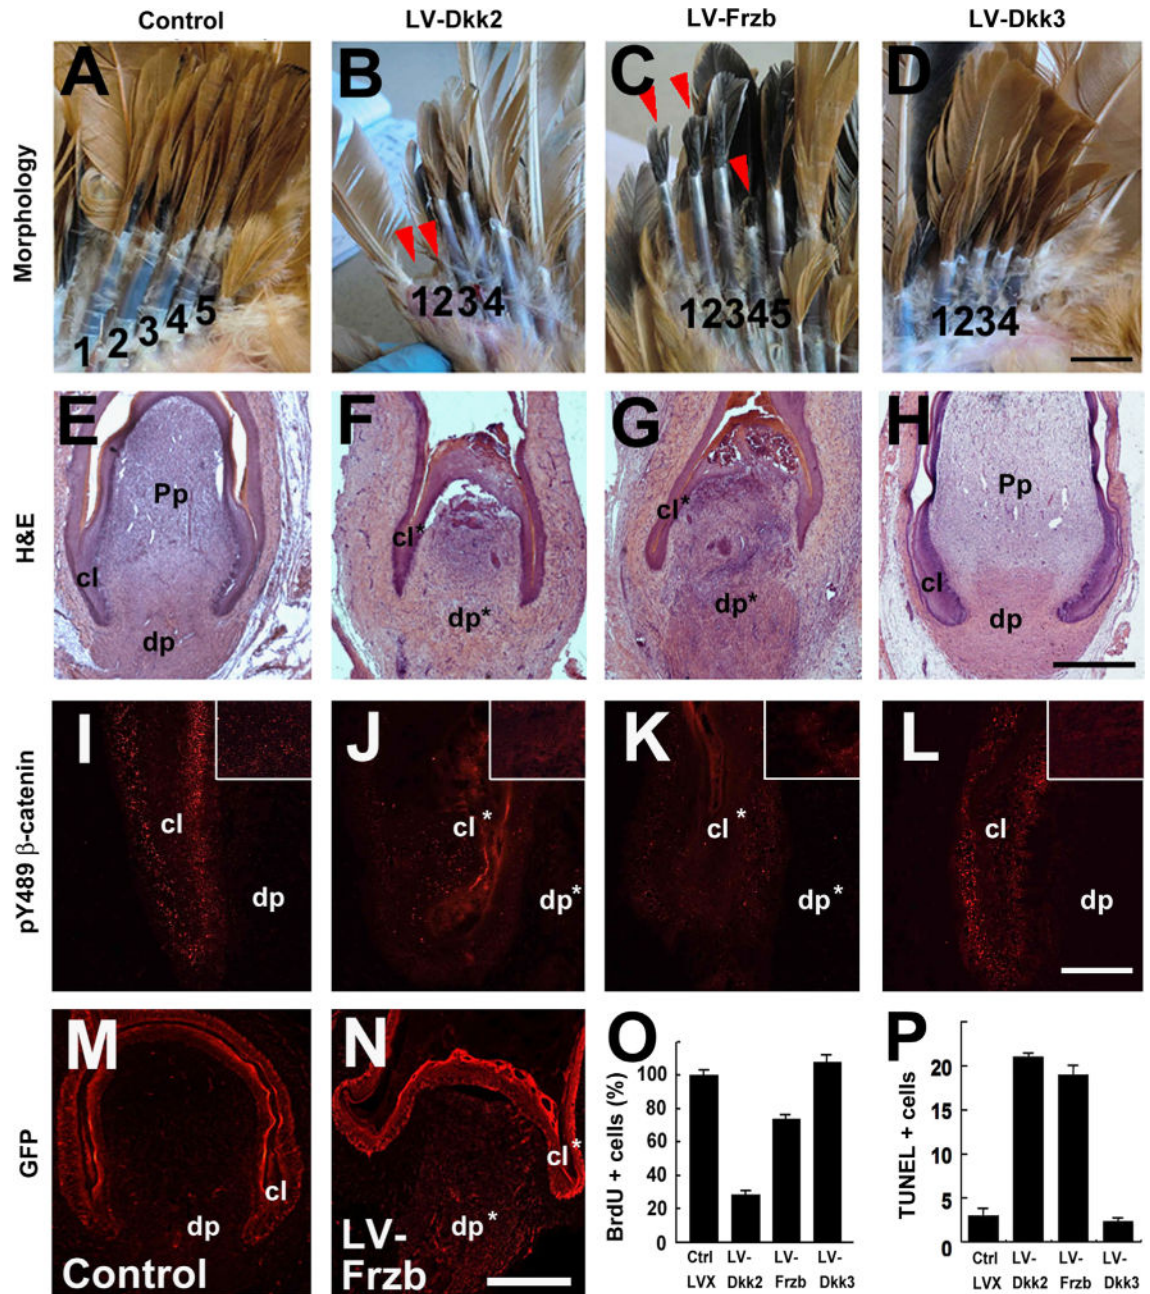 Control LV-Dkk2 LV-Frzb LV-Dkk3
Morphology
A B C D
1 2 3 4 5
1234
12345
1234
H&E
E F G H
Pp Pp
cl cl* cl* cl
dp dp* dp* dp
pY489 β-catenin
I J K L
cl cl* cl* cl
dp dp* dp* dp
GFP
M N O P
cl cl*
dp dp*
Control
LV-
Frzb
BrdU + cells (%)
100
80
60
40
20
0
Ctrl LV- LV- LV-
LVX Dkk2 Frzb Dkk3
TUNEL + cells
20
15
10
5
0
Ctrl LV- LV- LV-
LVX Dkk2 Frzb Dkk3